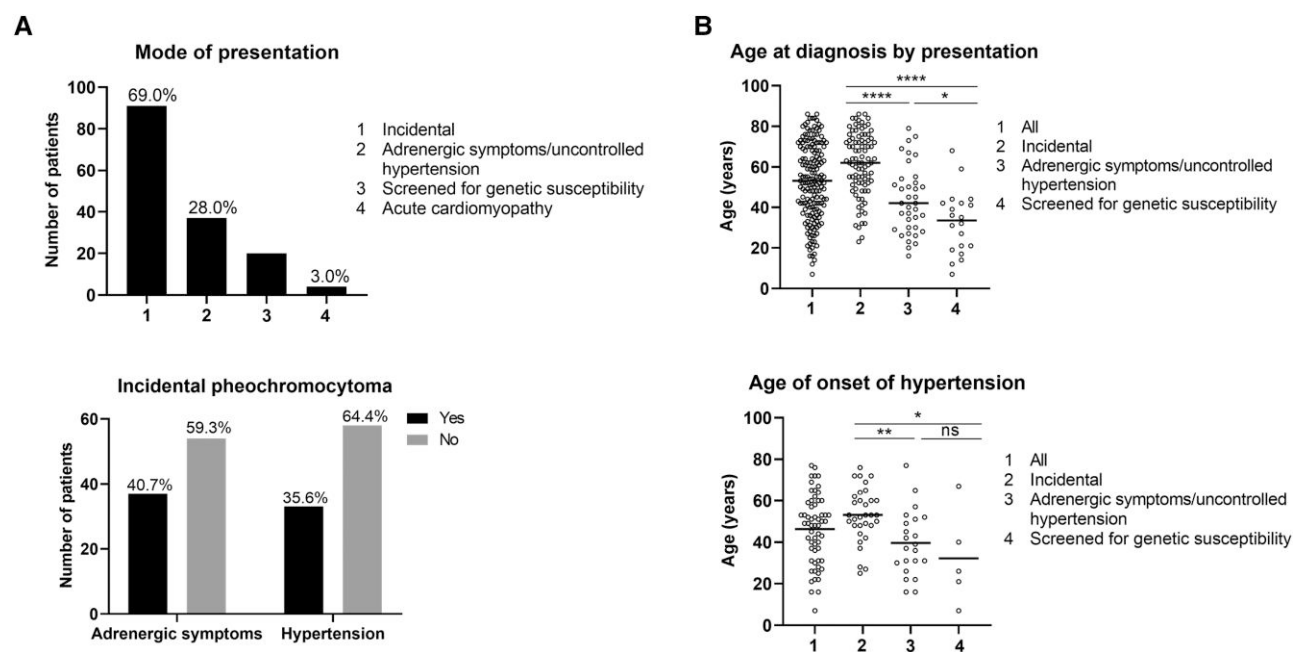 A
Mode of presentation
Number of patients
100
80
60
40
20
0
69.0%
28.0%
3.0%
1
2
3
4
1 Incidental
2 Adrenergic symptoms/uncontrolled
hypertension
3 Screened for genetic susceptibility
4 Acute cardiomyopathy
Incidental pheochromocytoma
Number of patients
60
40
20
0
40.7%
59.3%
35.6%
64.4%
Adrenergic symptoms
Hypertension
Yes
No
B
Age at diagnosis by presentation
Age (years)
100
80
60
40
20
0
****
****
*
1
2
3
4
1 All
2 Incidental
3 Adrenergic symptoms/uncontrolled
hypertension
4 Screened for genetic susceptibility
Age of onset of hypertension
Age (years)
100
80
60
40
20
0
*
**
ns
1
2
3
4
1 All
2 Incidental
3 Adrenergic symptoms/uncontrolled
hypertension
4 Screened for genetic susceptibility